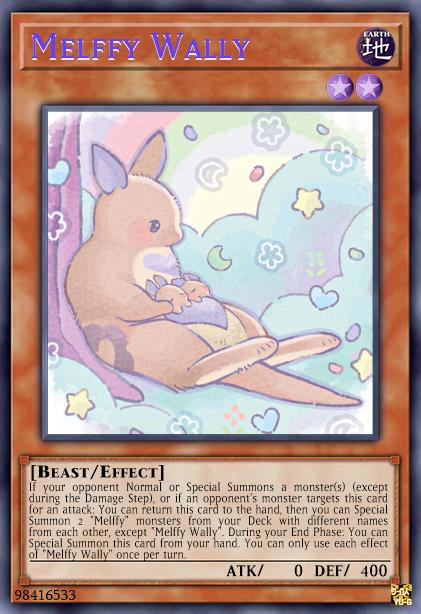 Melffy Wally
EARTH
地
[Beast/Effect]
If your opponent Normal or Special Summons a monster(s) (except
during the Damage Step), or if an opponent's monster targets this card
for an attack: You can return this card to the hand, then you can Special
Summon 2 "Melffy" monsters from your Deck with different names
from each other, except "Melffy Wally". During your End Phase: You can
Special Summon this card from your hand. You can only use each effect
of "Melffy Wally" once per turn.
ATK/ 0 DEF/ 400
98416533